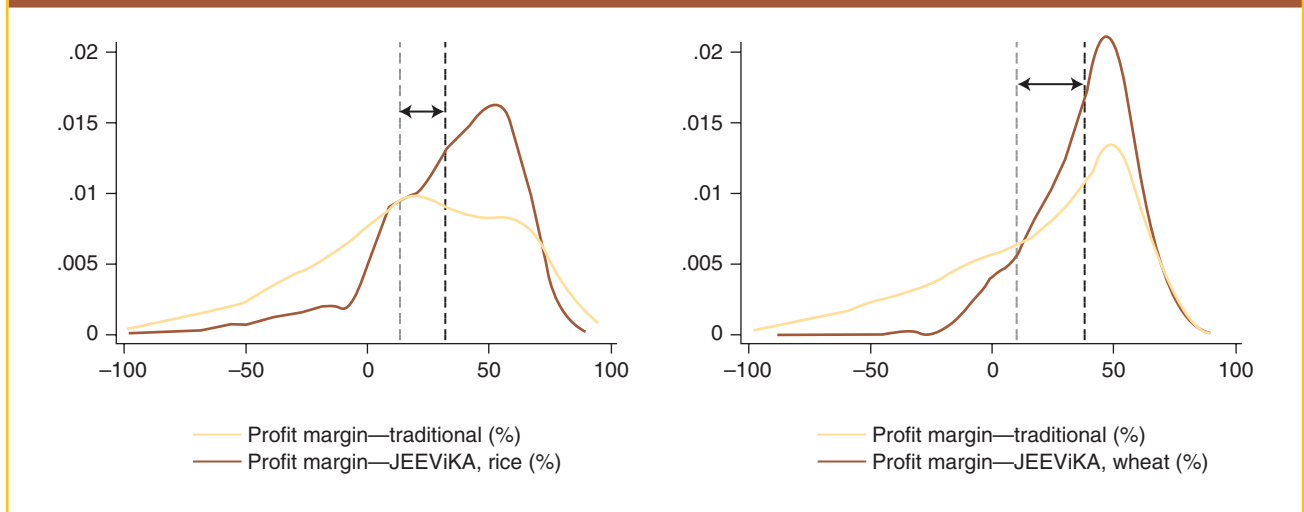 .02
.015
.01
.005
0
–100 –50 0 50 100
Profit margin—traditional (%)
Profit margin—JEEViKA, rice (%)
.02
.015
.01
.005
0
–100 –50 0 50 100
Profit margin—traditional (%)
Profit margin—JEEViKA, wheat (%)